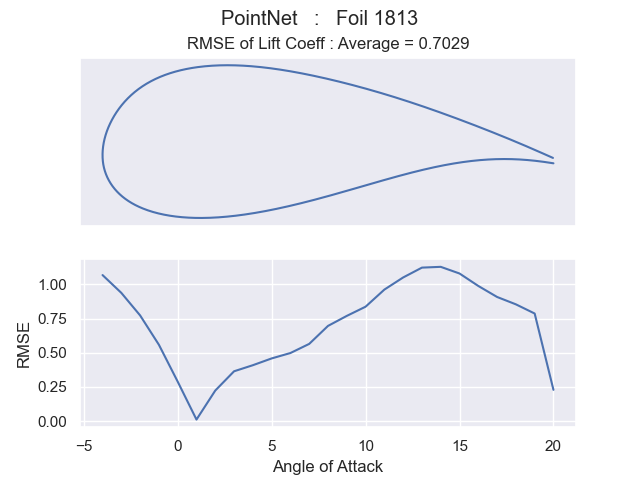 PointNet : Foil 1813
RMSE of Lift Coeff : Average = 0.7029
1.00
0.75
0.50
0.25
0.00
RMSE
−5 0 5 10 15 20
Angle of Attack